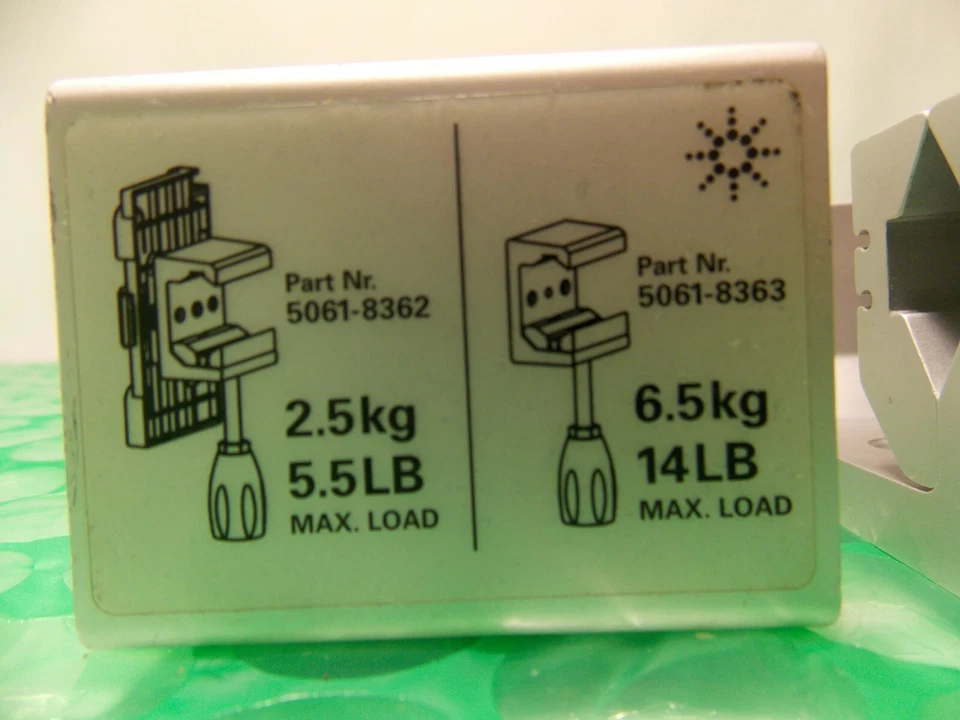 Part Nr.
5061-8362
2.5kg
5.5LB
MAX. LOAD
Part Nr.
5061-8363
6.5kg
14LB
MAX. LOAD